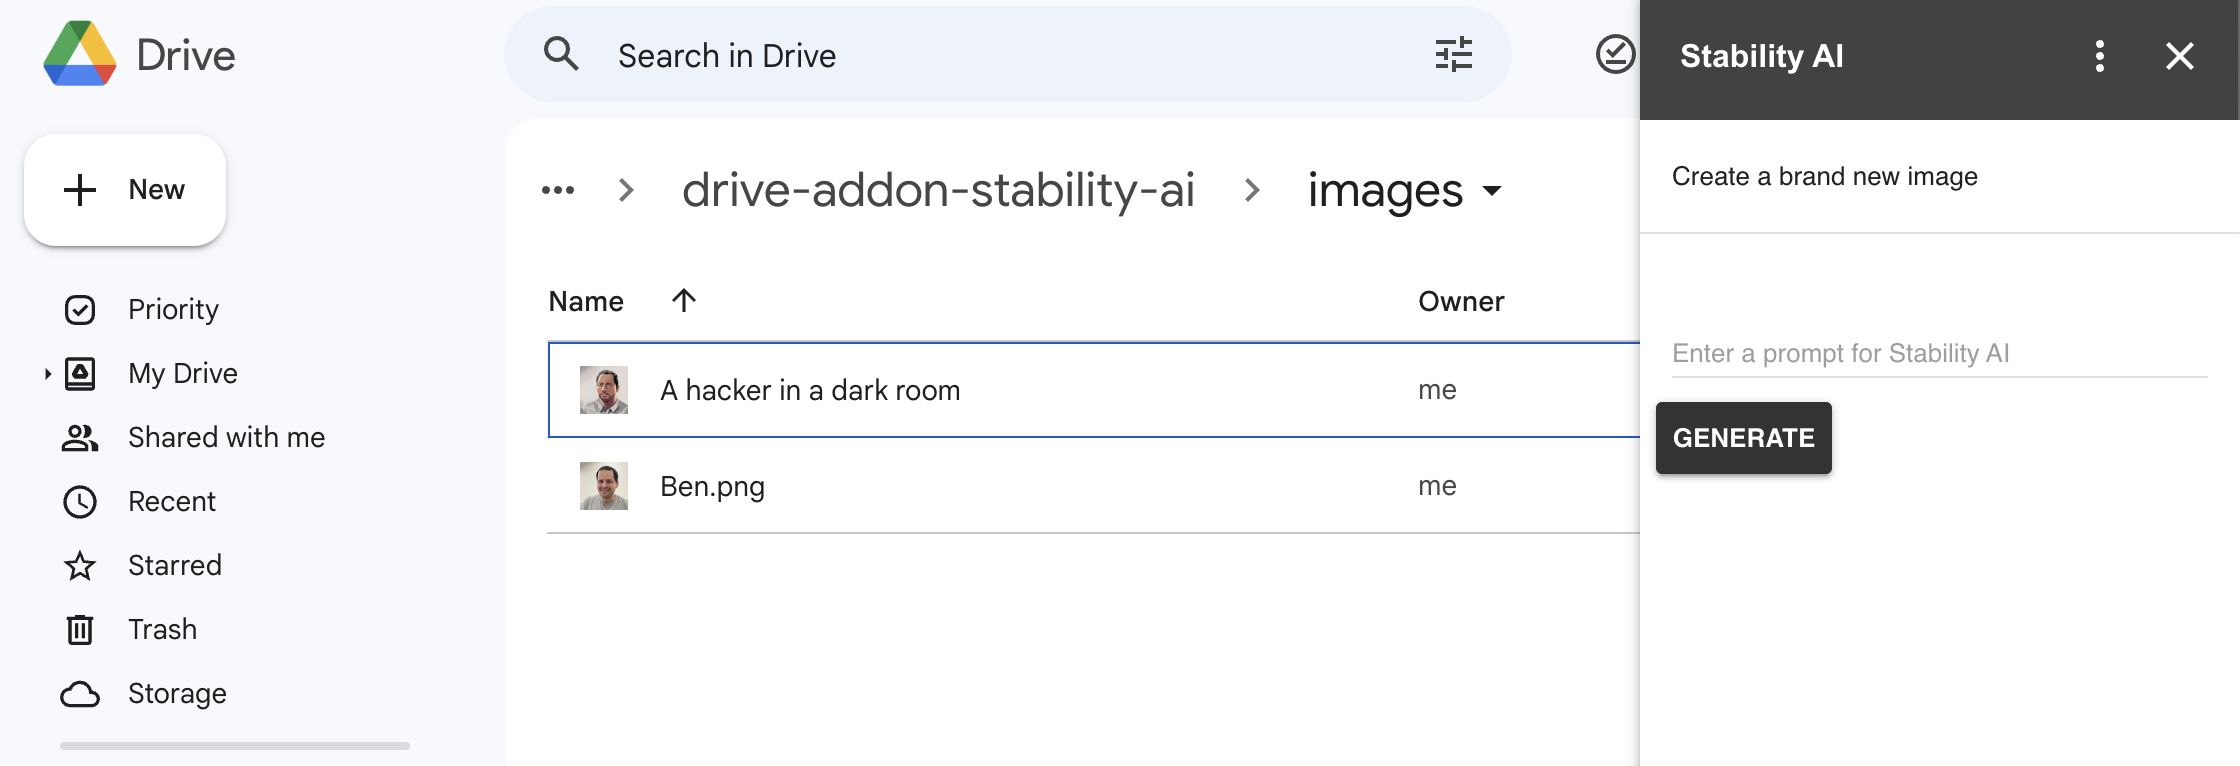 Drive
Search in Drive
New
Priority
My Drive
Shared with me
Recent
Starred
Trash
Storage
drive-addon-stability-ai
images
Name
Owner
A hacker in a dark room
me
Ben.png
me
Stability AI
Create a brand new image
Enter a prompt for Stability AI
GENERATE